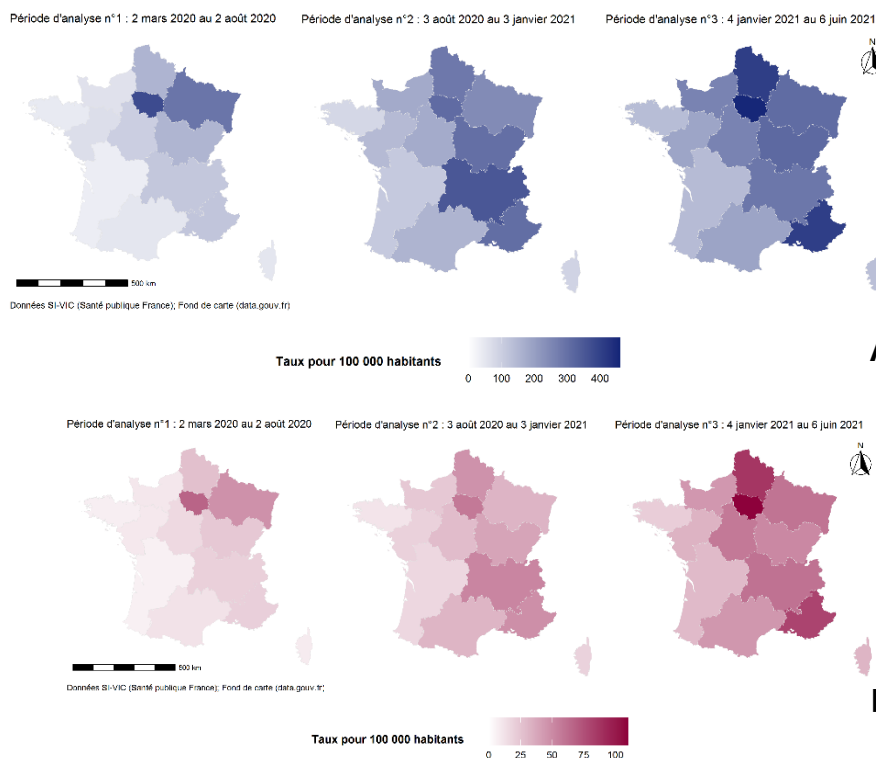 Période d'analyse n°1 : 2 mars 2020 au 2 août 2020
Période d'analyse n°2 : 3 août 2020 au 3 janvier 2021
Période d'analyse n°3 : 4 janvier 2021 au 6 juin 2021
N
500 km
Données SI-VIC (Santé publique France); Fond de carte (data.gouv.fr)
Taux pour 100 000 habitants
0 100 200 300 400
Période d'analyse n°1 : 2 mars 2020 au 2 août 2020
Période d'analyse n°2 : 3 août 2020 au 3 janvier 2021
Période d'analyse n°3 : 4 janvier 2021 au 6 juin 2021
N
500 km
Données SI-VIC (Santé publique France); Fond de carte (data.gouv.fr)
Taux pour 100 000 habitants
0 25 50 75 100